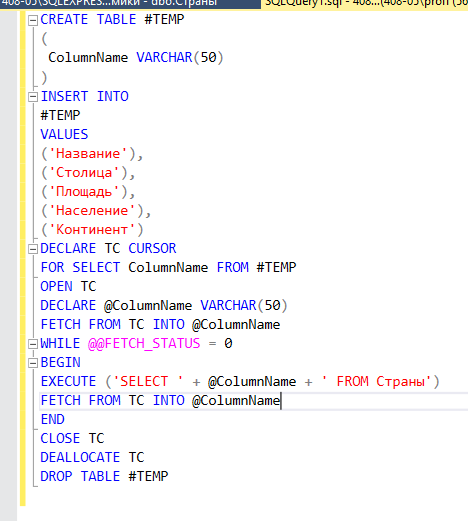 408-05\SQLEXPRES...мики - dbo.Страны
SQLQuery1.sql - 408...(408-05\profi (56
CREATE TABLE #TEMP
(
ColumnName VARCHAR(50)
)
INSERT INTO
#TEMP
VALUES
('Название'),
('Столица'),
('Площадь'),
('Население'),
('Континент')
DECLARE TC CURSOR
FOR SELECT ColumnName FROM #TEMP
OPEN TC
DECLARE @ColumnName VARCHAR(50)
FETCH FROM TC INTO @ColumnName
WHILE @@FETCH_STATUS = 0
BEGIN
EXECUTE ('SELECT ' + @ColumnName + ' FROM Страны')
FETCH FROM TC INTO @ColumnName
END
CLOSE TC
DEALLOCATE TC
DROP TABLE #TEMP